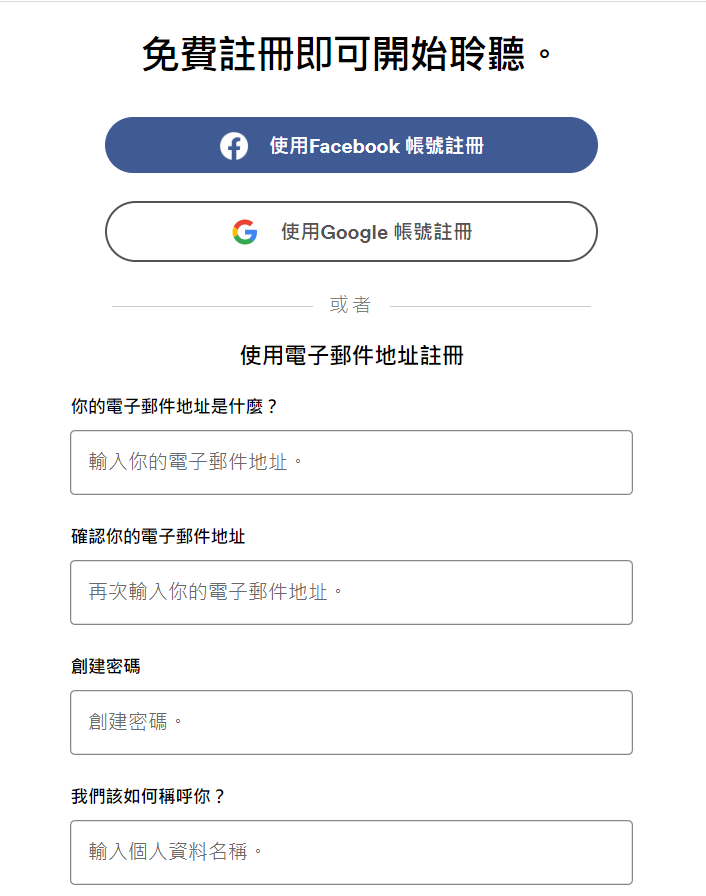 免費註冊即可開始聆聽。
使用Facebook 帳號註冊
使用Google 帳號註冊
或者
使用電子郵件地址註冊
你的電子郵件地址是什麼？
輸入你的電子郵件地址。
確認你的電子郵件地址
再次輸入你的電子郵件地址。
創建密碼
創建密碼。
我們該如何稱呼你？
輸入個人資料名稱。